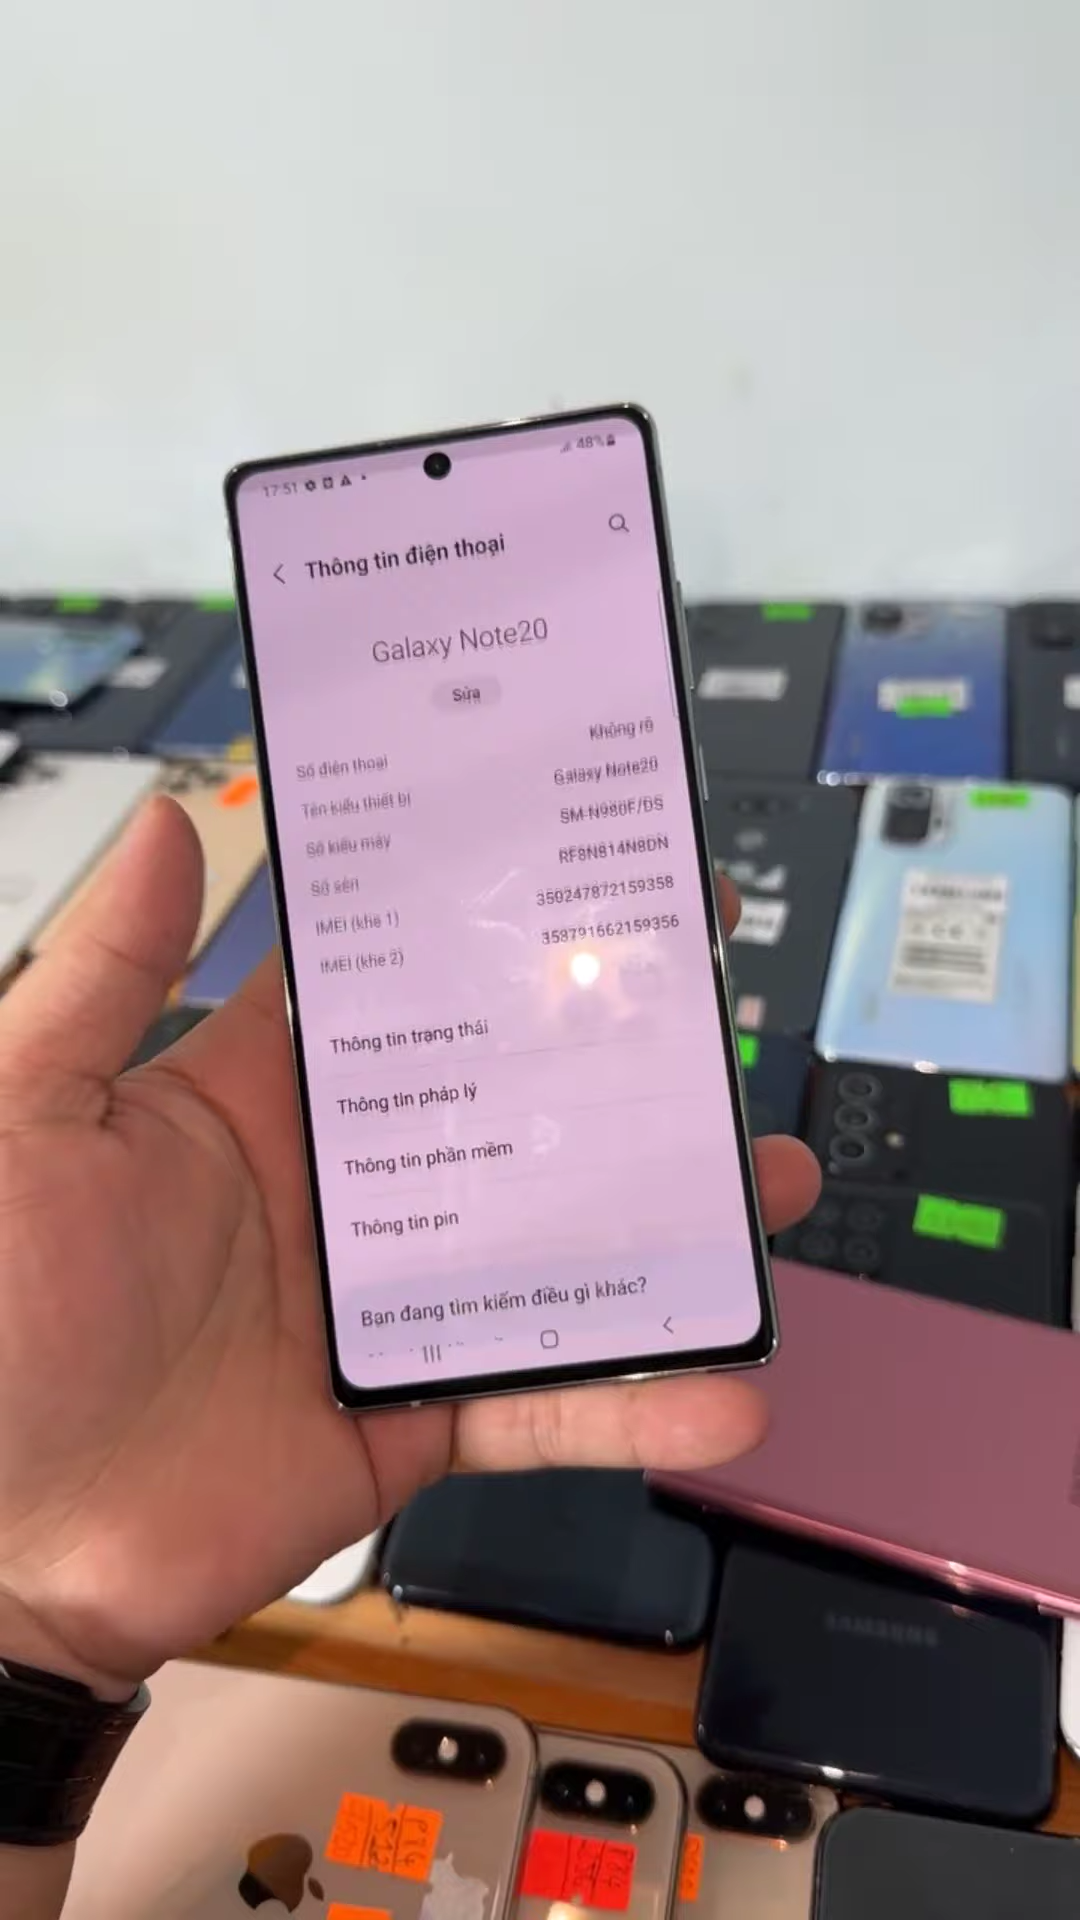 17:51
48%
Thông tin điện thoại
Galaxy Note20
Sửa
Số điện thoại Không rõ
Tên kiểu thiết bị Galaxy Note20
Số kiểu máy SM-N980F/DS
Số sêri RF8N814N8DN
IMEI (khe 1) 350247872159358
IMEI (khe 2) 358791662159356
Thông tin trạng thái
Thông tin pháp lý
Thông tin phần mềm
Thông tin pin
Bạn đang tìm kiếm điều gì khác?
SAMSUNG